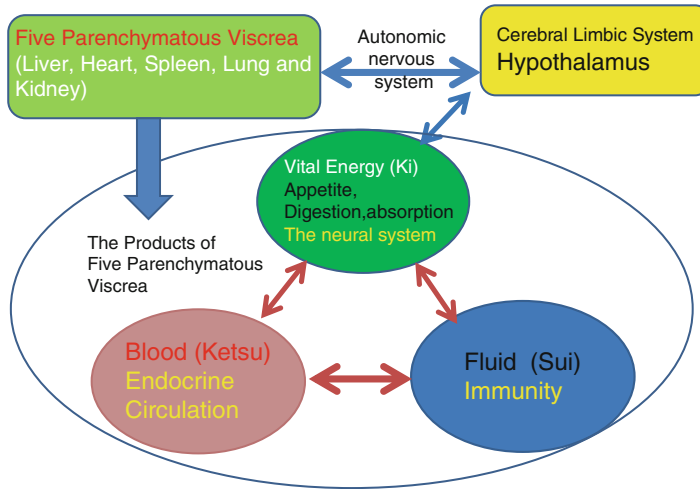 Five Parenchymatous Viscrea
(Liver, Heart, Spleen, Lung and
Kidney)
Autonomic
nervous
system
Cerebral Limbic System
Hypothalamus
Vital Energy (Ki)
Appetite,
Digestion,absorption
The neural system
The Products of
Five Parenchymatous
Viscrea
Blood (Ketsu)
Endocrine
Circulation
Fluid (Sui)
Immunity